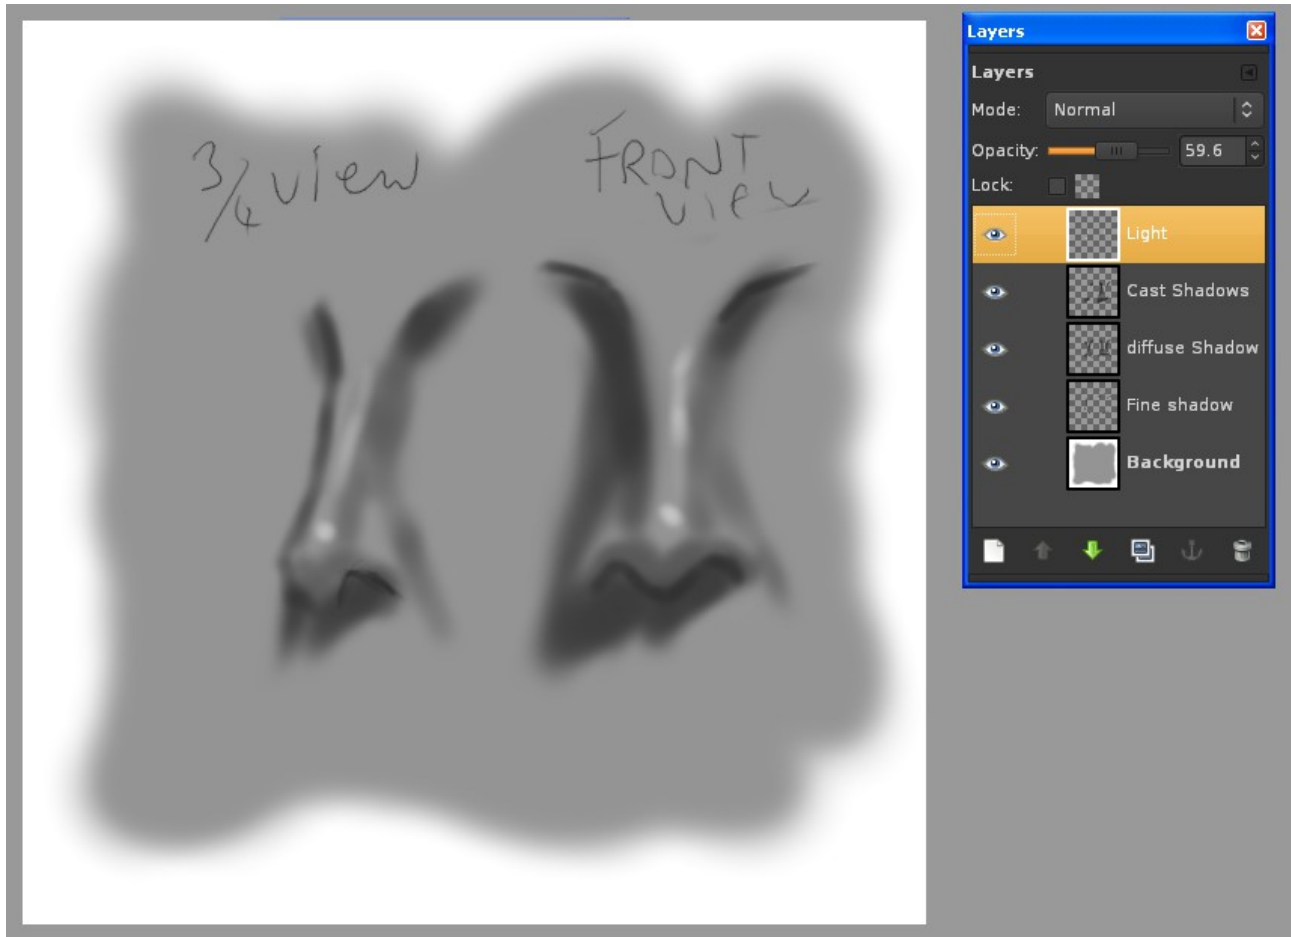 3/4 view
FRONT
view
Layers
Layers
Mode: Normal
Opacity: 59.6
Lock:
Light
Cast Shadows
diffuse Shadow
Fine shadow
Background